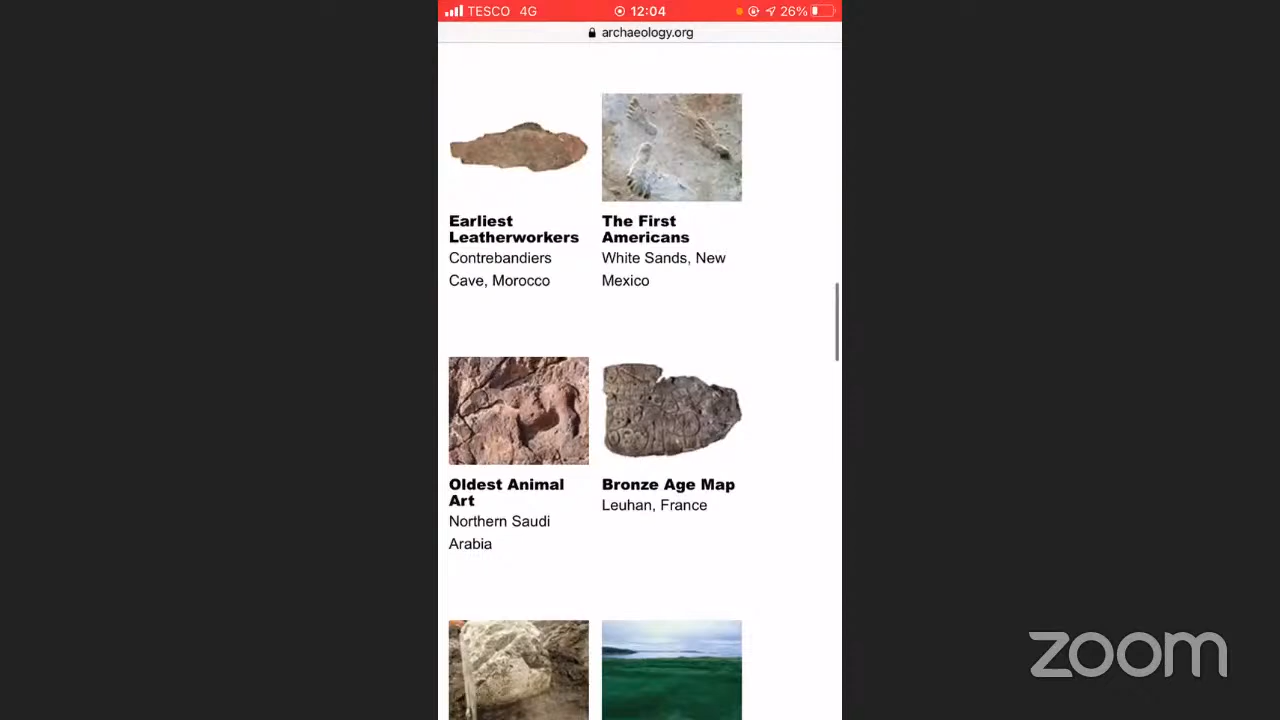 TESCO 4G 12:04 26%
archaeology.org
Earliest
Leatherworkers
Contrebandiers
Cave, Morocco
The First
Americans
White Sands, New
Mexico
Oldest Animal
Art
Northern Saudi
Arabia
Bronze Age Map
Leuhan, France
zoom